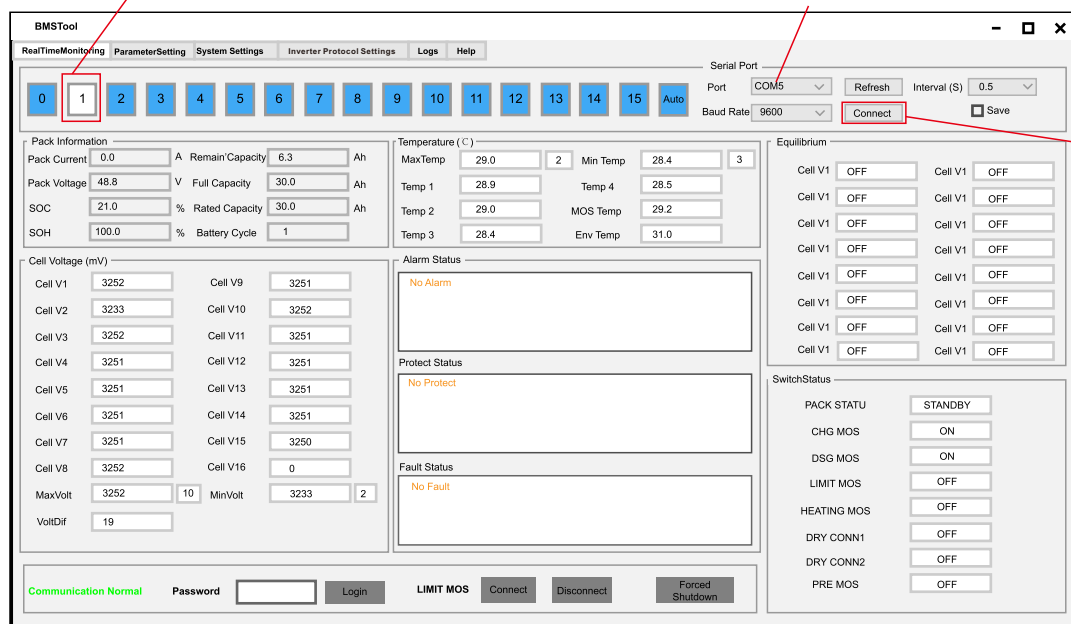 BMSTool
RealTimeMonitoring ParameterSetting System Settings Inverter Protocol Settings Logs Help
Serial Port
0 1 2 3 4 5 6 7 8 9 10 11 12 13 14 15 Auto
Port COM5 Refresh Interval (S) 0.5
Baud Rate 9600 Connect Save
Pack Information
Pack Current 0.0 A Remain'Capacity 6.3 Ah
Pack Voltage 48.8 V Full Capacity 30.0 Ah
SOC 21.0 % Rated Capacity 30.0 Ah
SOH 100.0 % Battery Cycle 1
Temperature (℃)
MaxTemp 29.0 2 Min Temp 28.4 3
Temp 1 28.9 Temp 4 28.5
Temp 2 29.0 MOS Temp 29.2
Temp 3 28.4 Env Temp 31.0
Equilibrium
Cell V1 OFF Cell V1 OFF
Cell V1 OFF Cell V1 OFF
Cell V1 OFF Cell V1 OFF
Cell V1 OFF Cell V1 OFF
Cell V1 OFF Cell V1 OFF
Cell V1 OFF Cell V1 OFF
Cell V1 OFF Cell V1 OFF
Cell V1 OFF Cell V1 OFF
Cell Voltage (mV)
Cell V1 3252 Cell V9 3251
Cell V2 3233 Cell V10 3252
Cell V3 3252 Cell V11 3251
Cell V4 3251 Cell V12 3251
Cell V5 3251 Cell V13 3251
Cell V6 3251 Cell V14 3251
Cell V7 3251 Cell V15 3250
Cell V8 3252 Cell V16 0
MaxVolt 3252 10 MinVolt 3233 2
VoltDif 19
Alarm Status
No Alarm
Protect Status
No Protect
Fault Status
No Fault
SwitchStatus
PACK STATU STANDBY
CHG MOS ON
DSG MOS ON
LIMIT MOS OFF
HEATING MOS OFF
DRY CONN1 OFF
DRY CONN2 OFF
PRE MOS OFF
Communication Normal Password Login LIMIT MOS Connect Disconnect Forced
Shutdown